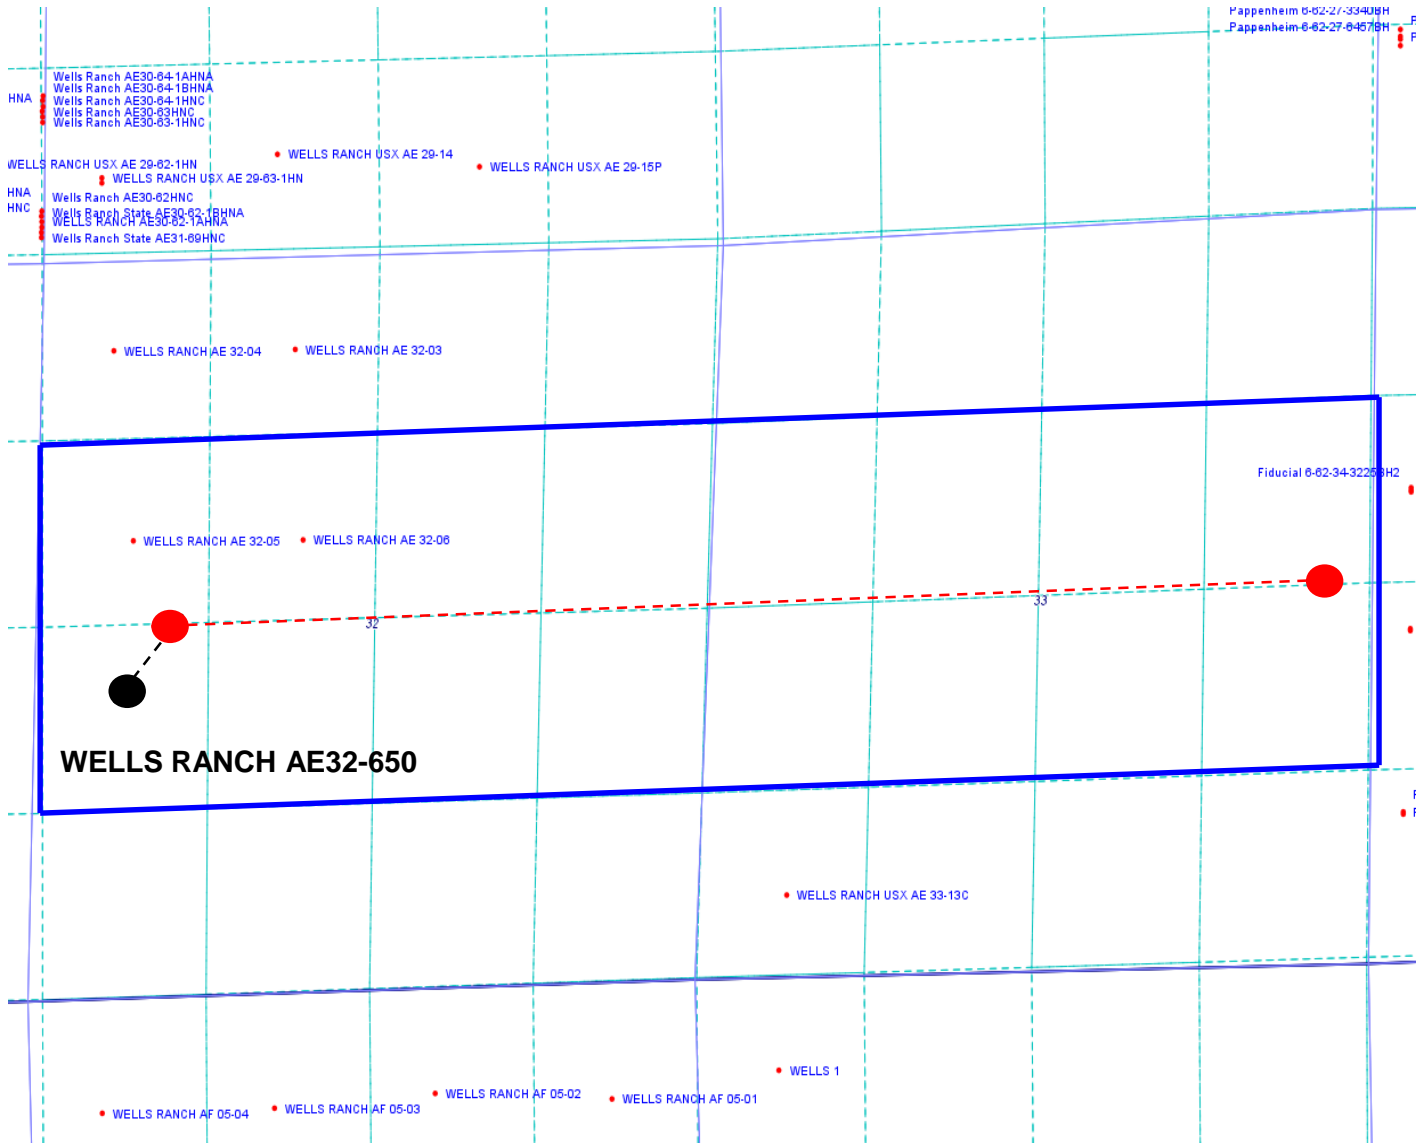 Pappenheim 6-62-27-3340BH
Pappenheim 6-62-27-6457BH
P
P
Wells Ranch AE30-64-1AHNA
Wells Ranch AE30-64-1BHNA
HNA
Wells Ranch AE30-64-1HNC
Wells Ranch AE30-63HNC
Wells Ranch AE30-63-1HNC
WELLS RANCH USX AE 29-14
WELLS RANCH USX AE 29-15P
WELLS RANCH USX AE 29-62-1HN
WELLS RANCH USX AE 29-63-1HN
HNA
Wells Ranch AE30-62HNC
HNC
Wells Ranch State AE30-62-1BHNA
WELLS RANCH AE30-62-1AHNA
Wells Ranch State AE31-69HNC
WELLS RANCH AE 32-04
WELLS RANCH AE 32-03
Fiducial 6-62-34-3225BH2
WELLS RANCH AE 32-05
WELLS RANCH AE 32-06
33
32
WELLS RANCH AE32-650
F
F
WELLS RANCH USX AE 33-13C
WELLS 1
WELLS RANCH AF 05-02
WELLS RANCH AF 05-01
WELLS RANCH AF 05-03
WELLS RANCH AF 05-04